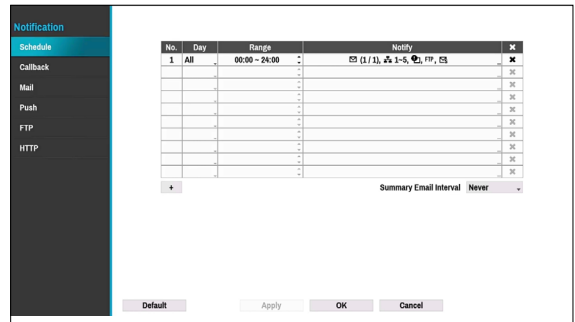 Notification
Schedule
Callback
Mail
Push
FTP
HTTP
No. Day Range Notify
1 All 00:00 ~ 24:00 (1 / 1), 1~5, , FTP,
+ Summary Email Interval Never
Default Apply OK Cancel